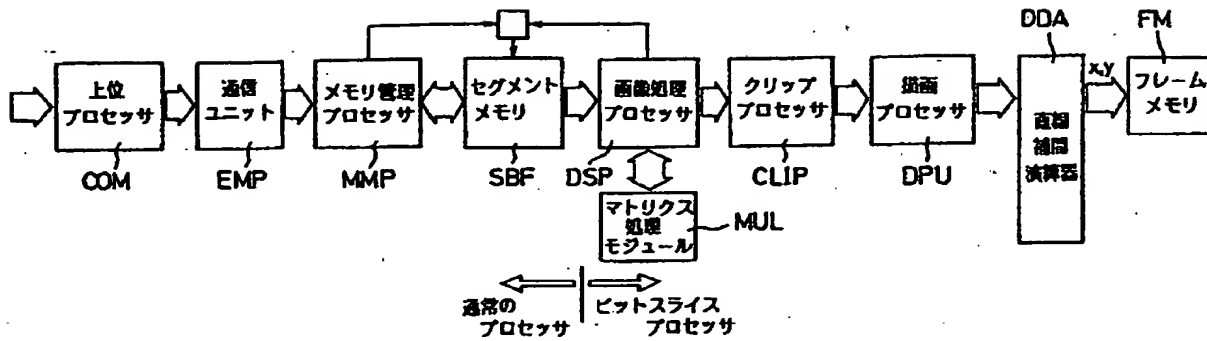 DDA
FM
上位
プロセッサ
通信
ユニット
メモリ管理
プロセッサ
セグメント
メモリ
画像処理
プロセッサ
クリップ
プロセッサ
描画
プロセッサ
直線
補間
演算器
x,y
フレーム
メモリ
COM
EMP
MMP
SBF
DSP
CLIP
DPU
マトリクス
処理
モジュール
MUL
通常の
プロセッサ
ビットスライス
プロセッサ